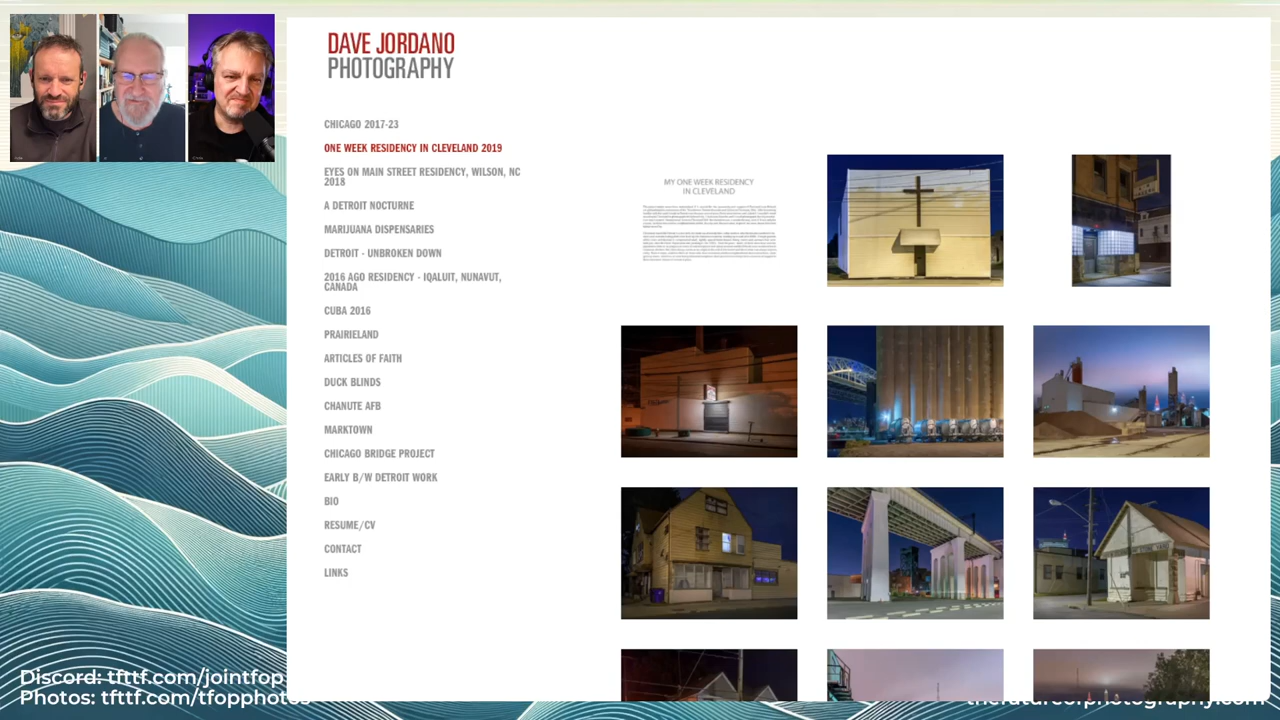 DAVE JORDANO
PHOTOGRAPHY
CHICAGO 2017-23
ONE WEEK RESIDENCY IN CLEVELAND 2019
EYES ON MAIN STREET RESIDENCY, WILSON, NC
2018
A DETROIT NOCTURNE
MARIJUANA DISPENSARIES
DETROIT - UNBROKEN DOWN
2016 AGO RESIDENCY - IQALUIT, NUNAVUT,
CANADA
CUBA 2016
PRAIRIELAND
ARTICLES OF FAITH
DUCK BLINDS
CHANUTE AFB
MARKTOWN
CHICAGO BRIDGE PROJECT
EARLY B/W DETROIT WORK
BIO
RESUME/CV
CONTACT
LINKS
MY ONE WEEK RESIDENCY
IN CLEVELAND
Discord: tfttf.com/jointfop
Photos: tfttf.com/tfopphotos
thefutureofphotography.com